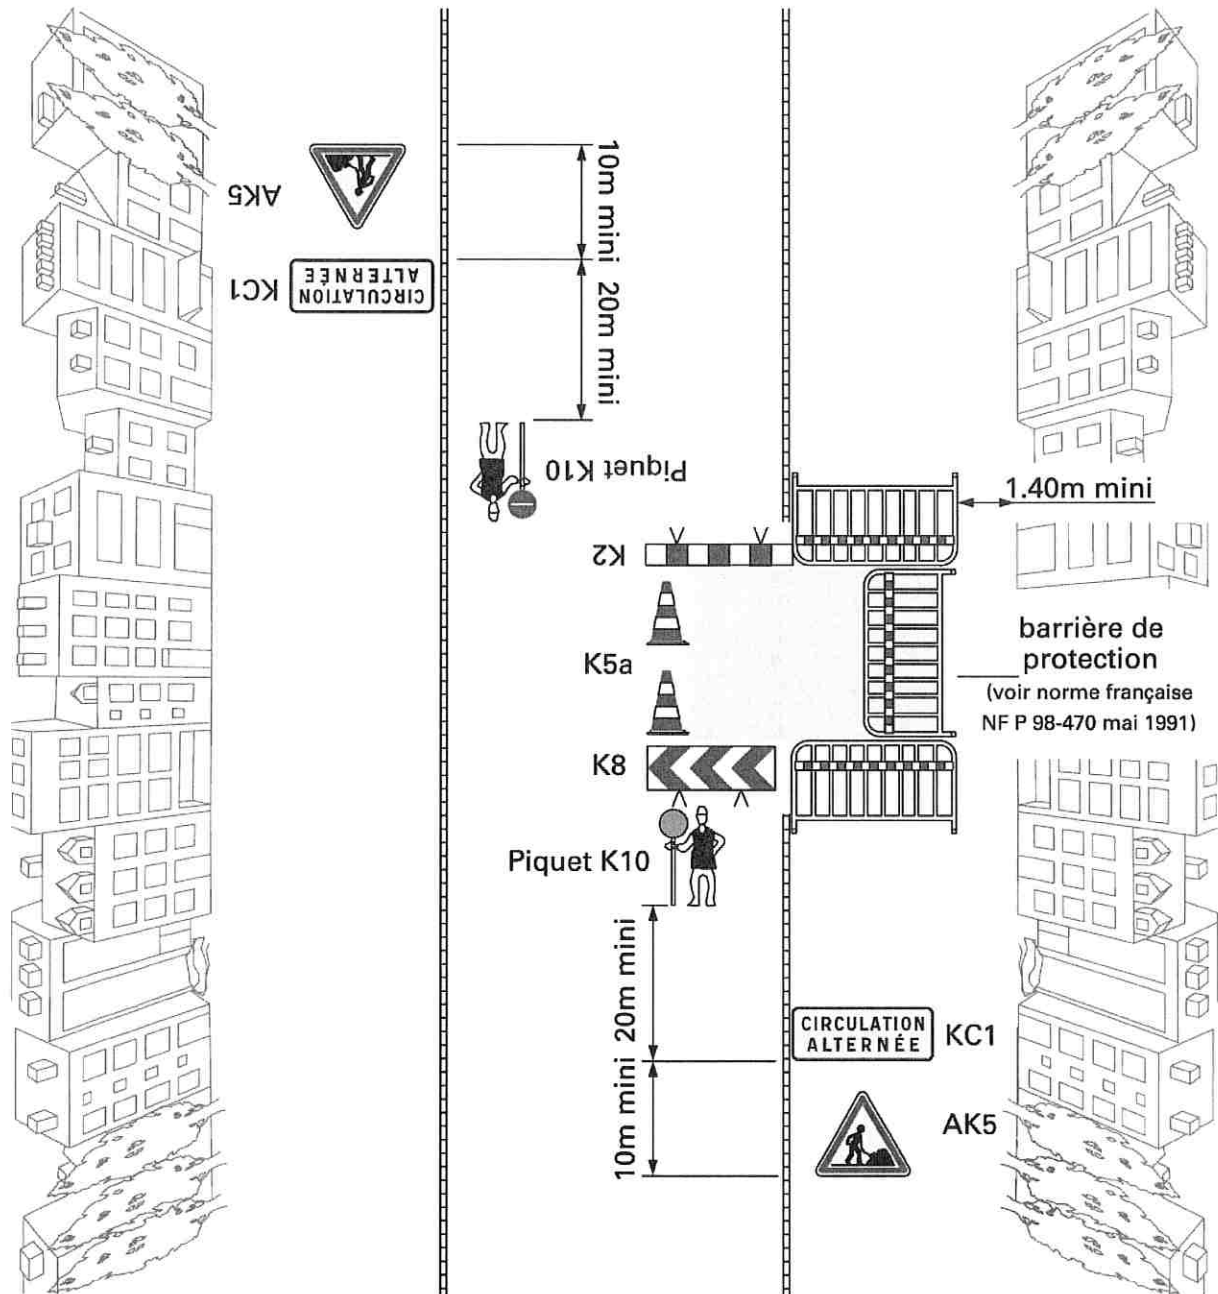 AK5
10m mini
KC1
CIRCULATION
ALTERNÉE
20m mini
Piquet K10
1.40m mini
K2
barrière de
protection
(voir norme française
NF P 98-470 mai 1991)
K5a
K8
Piquet K10
20m mini
CIRCULATION
ALTERNÉE
KC1
10m mini
AK5